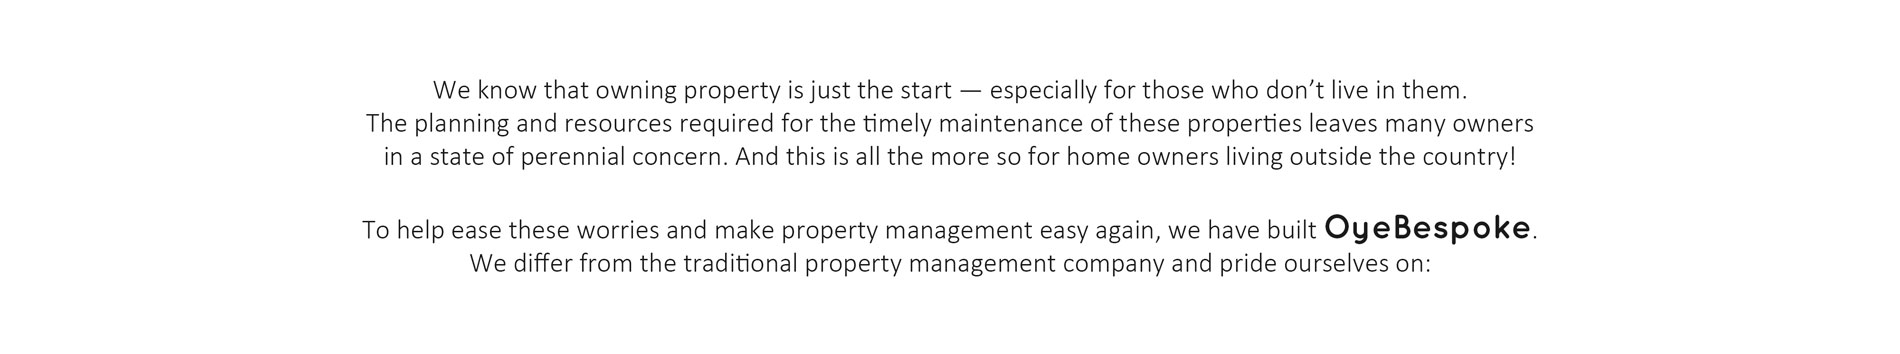 We know that owning property is just the start — especially for those who don’t live in them.
The planning and resources required for the timely maintenance of these properties leaves many owners
in a state of perennial concern. And this is all the more so for home owners living outside the country!
To help ease these worries and make property management easy again, we have built OyeBespoke.
We differ from the traditional property management company and pride ourselves on: